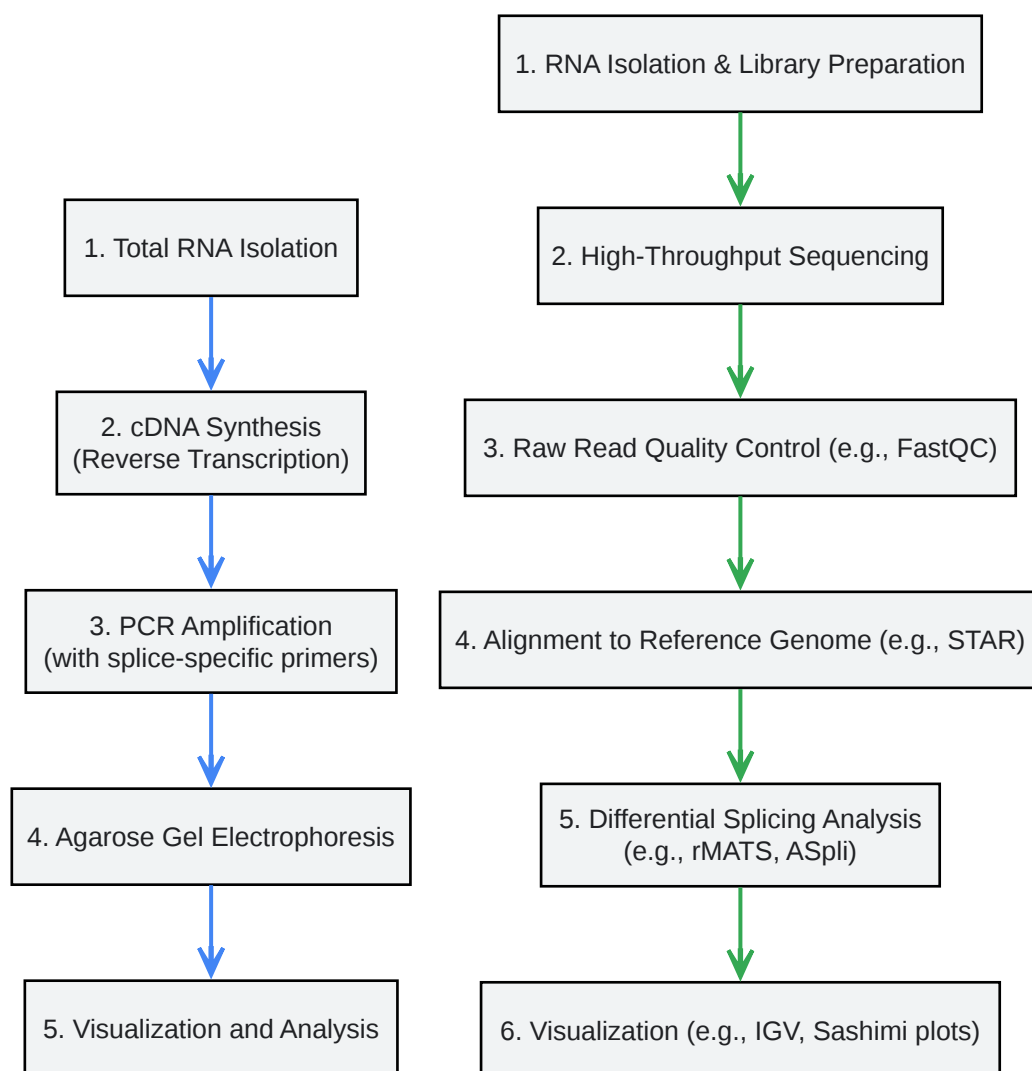 1. Total RNA Isolation
2. cDNA Synthesis
(Reverse Transcription)
3. PCR Amplification
(with splice-specific primers)
4. Agarose Gel Electrophoresis
5. Visualization and Analysis
1. RNA Isolation & Library Preparation
2. High-Throughput Sequencing
3. Raw Read Quality Control (e.g., FastQC)
4. Alignment to Reference Genome (e.g., STAR)
5. Differential Splicing Analysis
(e.g., rMATS, ASpli)
6. Visualization (e.g., IGV, Sashimi plots)